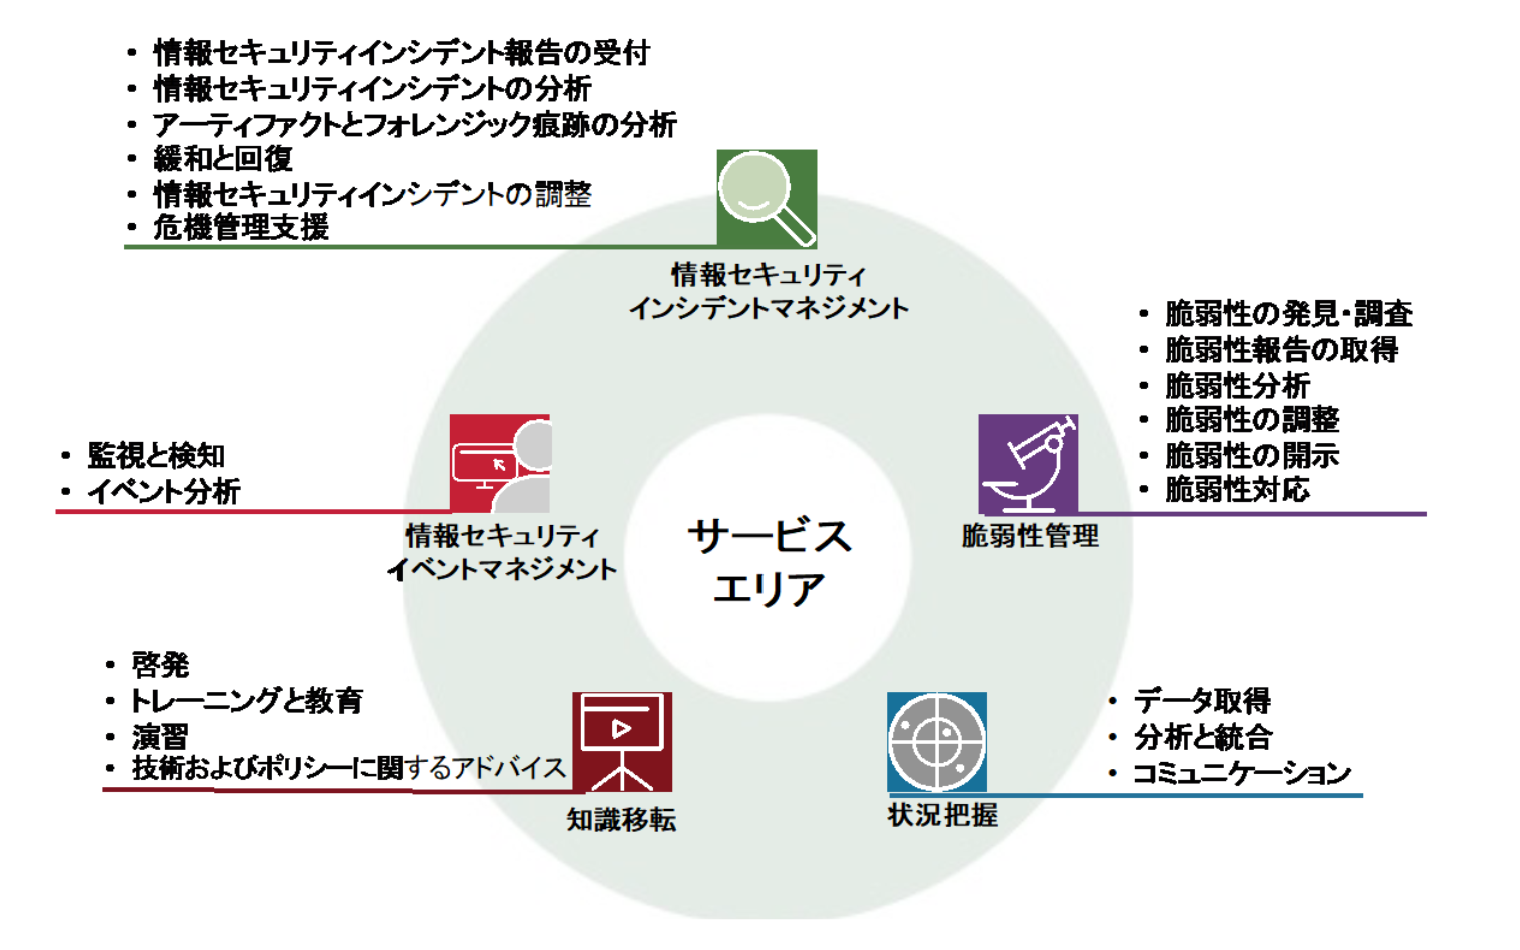 ・ 情報セキュリティインシデント報告の受付
・ 情報セキュリティインシデントの分析
・ アーティファクトとフォレンジック痕跡の分析
・ 緩和と回復
・ 情報セキュリティインシデントの調整
・ 危機管理支援
情報セキュリティ
インシデントマネジメント
・ 脆弱性の発見・調査
・ 脆弱性報告の取得
・ 脆弱性分析
・ 脆弱性の調整
・ 脆弱性の開示
・ 脆弱性対応
脆弱性管理
・ 監視と検知
・ イベント分析
情報セキュリティ
イベントマネジメント
サービス
エリア
・ 啓発
・ トレーニングと教育
・ 演習
・ 技術およびポリシーに関するアドバイス
知識移転
・ データ取得
・ 分析と統合
・ コミュニケーション
状況把握